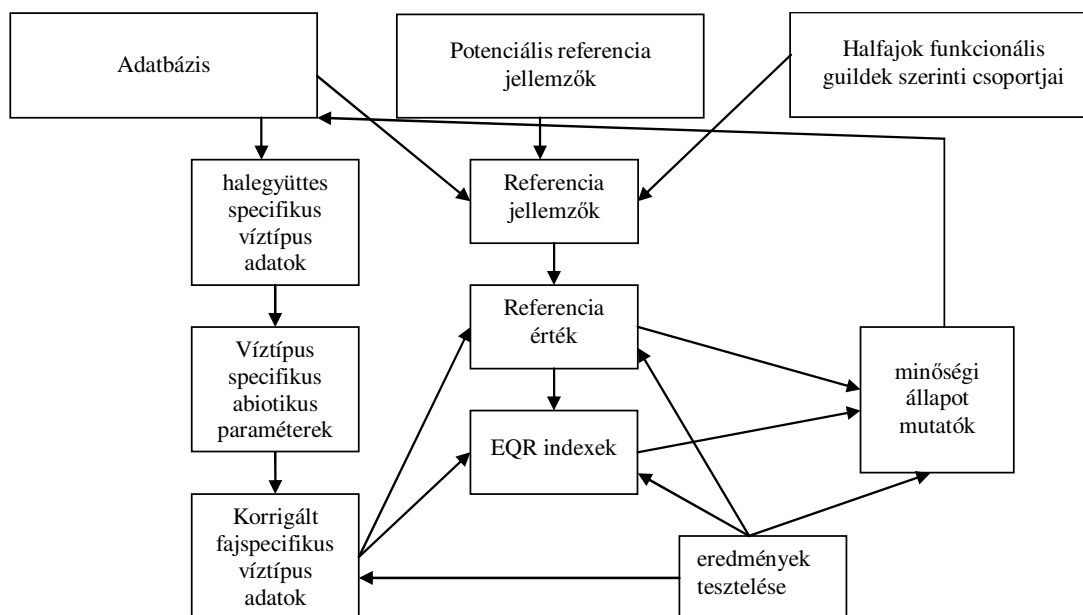 Adatbázis
Potenciális referencia
jellemzők
Halfajok funkcionális
guildek szerinti csoportjai
halegyüttes
specifikus
víztípus
adatok
Referencia
jellemzők
Víztípus
specifikus
abiotikus
paraméterek
Referencia
érték
minőségi
állapot
mutatók
EQR indexek
Korrigált
fajspecifikus
víztípus
adatok
eredmények
tesztelése